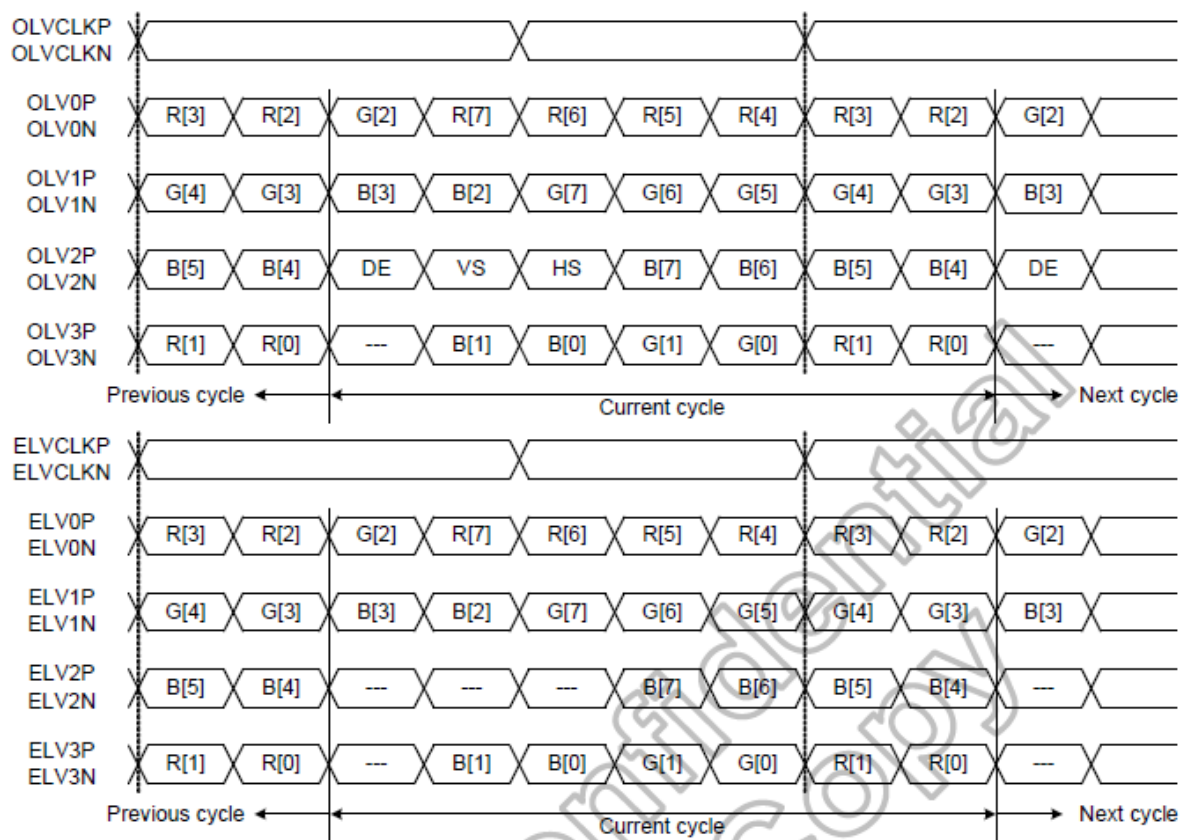 OLVCLKP
OLVCLKN
OLV0P
OLV0N
R[3] R[2] G[2] R[7] R[6] R[5] R[4] R[3] R[2] G[2]
OLV1P
OLV1N
G[4] G[3] B[3] B[2] G[7] G[6] G[5] G[4] G[3] B[3]
OLV2P
OLV2N
B[5] B[4] DE VS HS B[7] B[6] B[5] B[4] DE
OLV3P
OLV3N
R[1] R[0] --- B[1] B[0] G[1] G[0] R[1] R[0] ---
Previous cycle Current cycle Next cycle
ELVCLKP
ELVCLKN
ELV0P
ELV0N
R[3] R[2] G[2] R[7] R[6] R[5] R[4] R[3] R[2] G[2]
ELV1P
ELV1N
G[4] G[3] B[3] B[2] G[7] G[6] G[5] G[4] G[3] B[3]
ELV2P
ELV2N
B[5] B[4] --- --- --- B[7] B[6] B[5] B[4] ---
ELV3P
ELV3N
R[1] R[0] --- B[1] B[0] G[1] G[0] R[1] R[0] ---
Previous cycle Current cycle Next cycle
nfidential
Copy